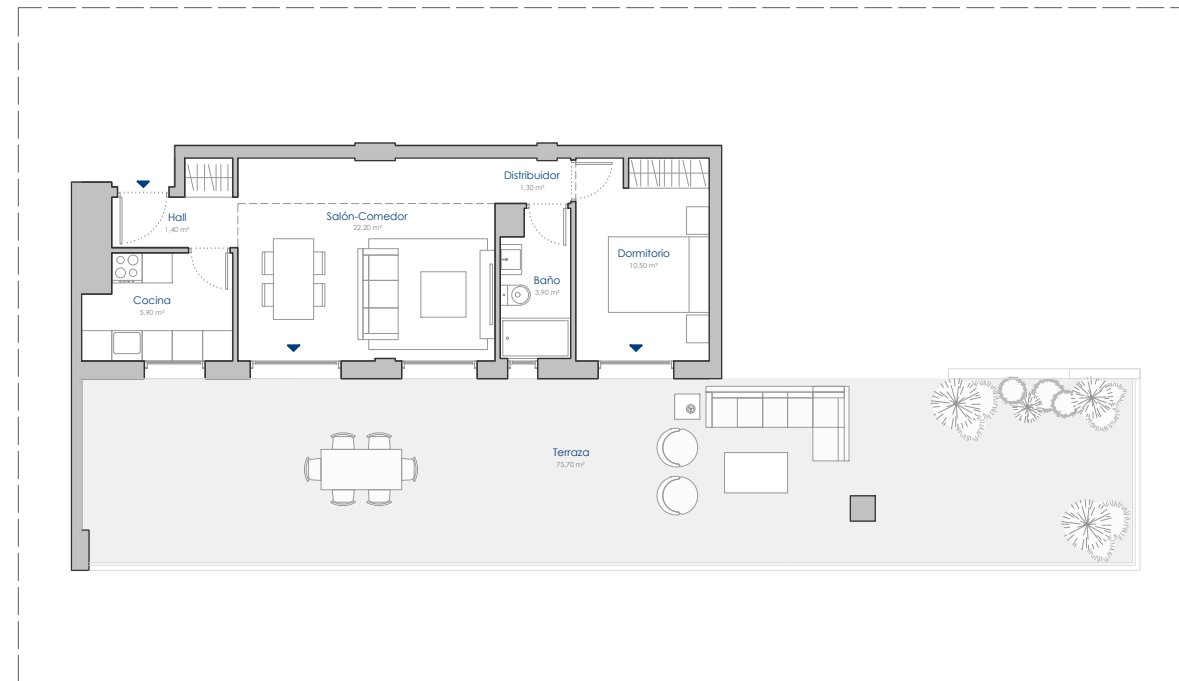 Distribuidor
1,30 m²
Hall
1,40 m²
Salón-Comedor
22,20 m²
Dormitorio
10,50 m²
Baño
3,90 m²
Cocina
5,90 m²
Terraza
75,70 m²